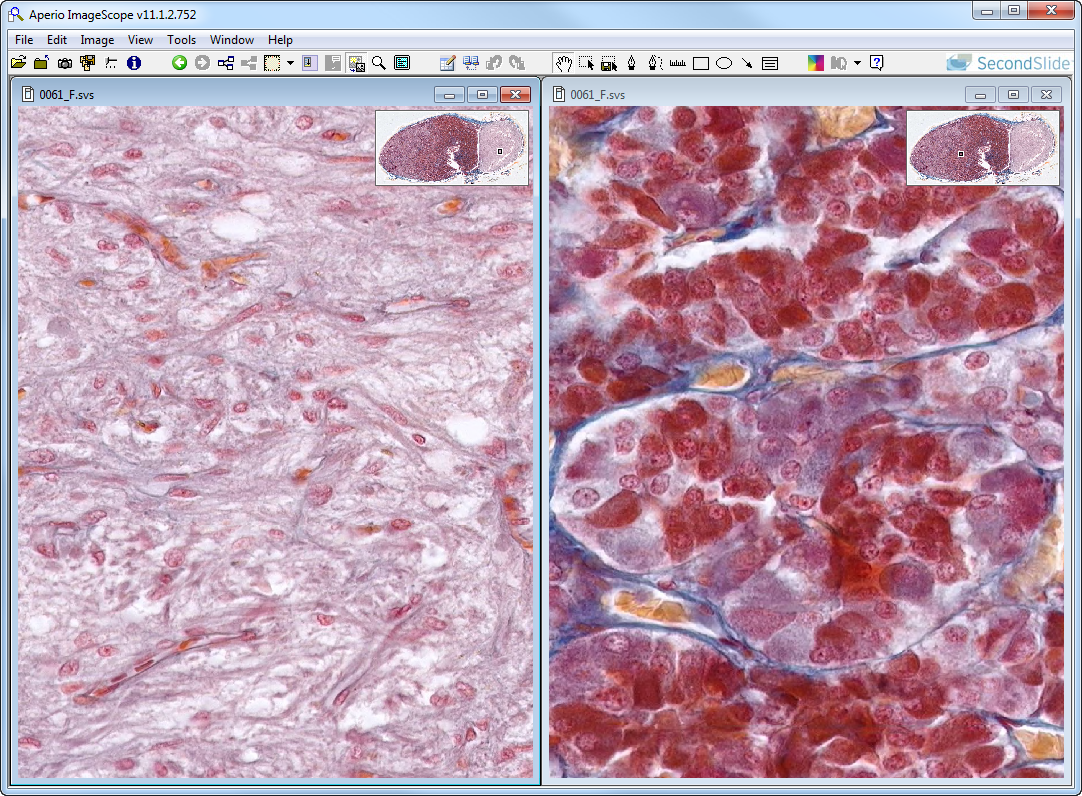 Aperio ImageScope v11.1.2.752
File Edit Image View Tools Window Help
SecondSlide
0061_F.svs
0061_F.svs